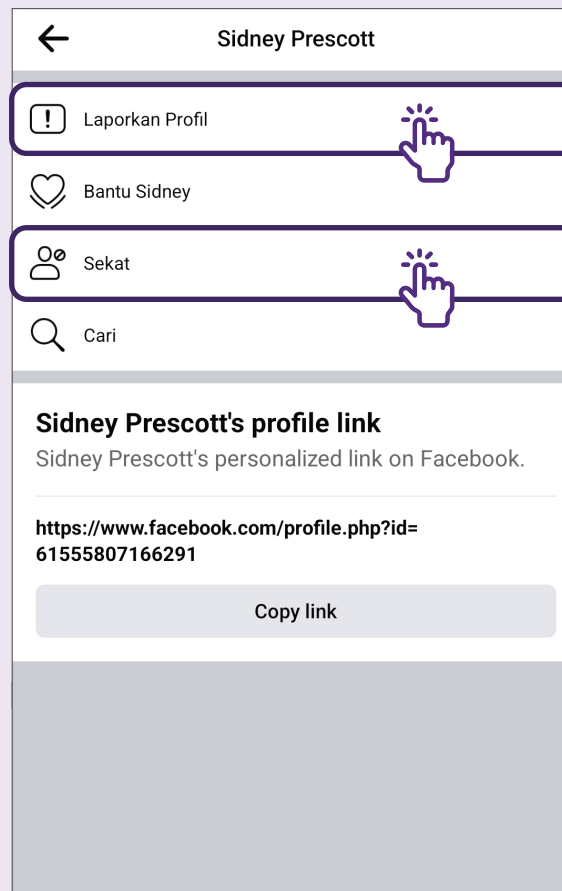 Sidney Prescott
Laporkan Profil
Bantu Sidney
Sekat
Cari
Sidney Prescott's profile link
Sidney Prescott's personalized link on Facebook.
https://www.facebook.com/profile.php?id=
61555807166291
Copy link